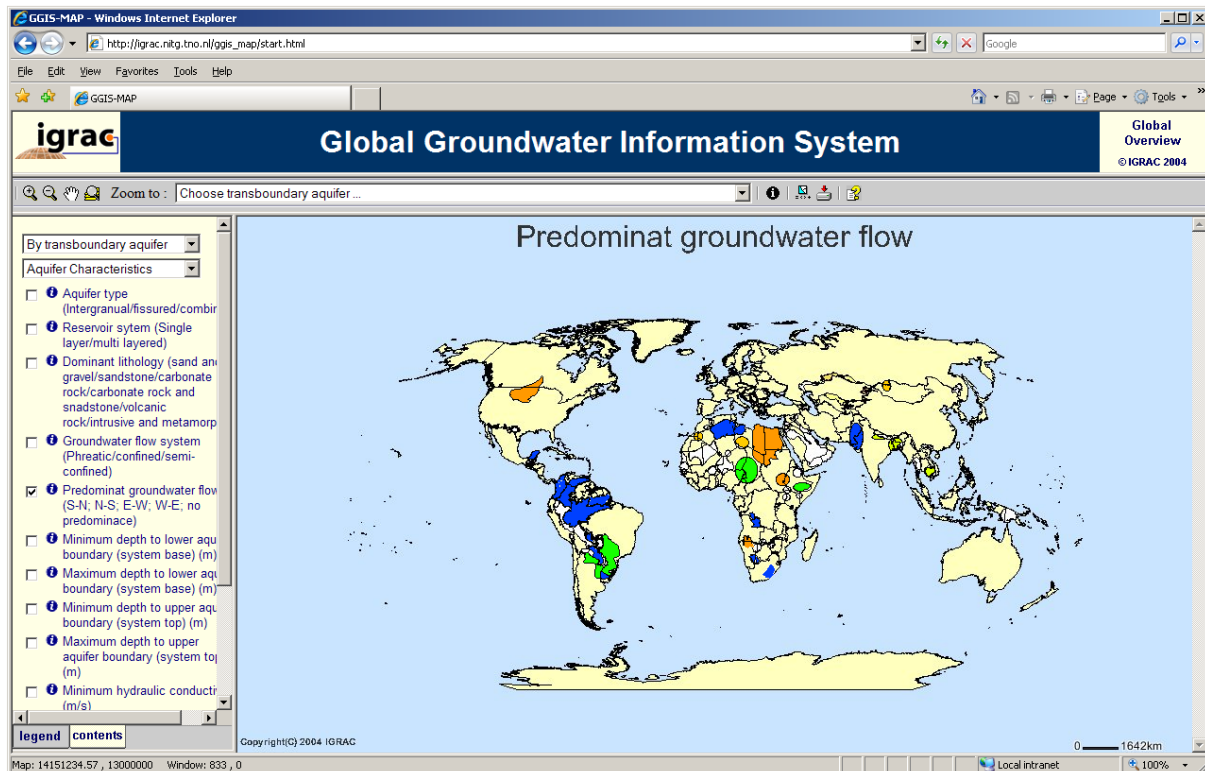 GGIS-MAP - Windows Internet Explorer
http://igrac.nitg.tno.nl/ggis_map/start.html
Google
File Edit View Favorites Tools Help
GGIS-MAP
Page Tools
igrac
Global Groundwater Information System
Global
Overview
© IGRAC 2004
Zoom to : Choose transboundary aquifer ...
By transboundary aquifer
Aquifer Characteristics
Aquifer type
(Intergranual/fissured/combin
Reservoir sytem (Single
layer/multi layered)
Dominant lithology (sand and
gravel/sandstone/carbonate
rock/carbonate rock and
snadstone/volcanic
rock/intrusive and metamorp
Groundwater flow system
(Phreatic/confined/semi-
confined)
Predominat groundwater flow
(S-N; N-S; E-W; W-E; no
predominace)
Minimum depth to lower aqu
boundary (system base) (m)
Maximum depth to lower aqu
boundary (system base) (m)
Minimum depth to upper aqu
boundary (system top) (m)
Maximum depth to upper
aquifer boundary (system top
(m)
Minimum hydraulic conducti
(m/s)
legend contents
Predominat groundwater flow
Copyright(C) 2004 IGRAC
0 1642km
Map: 14151234.57 , 13000000 Window: 833 , 0
Local intranet
100%